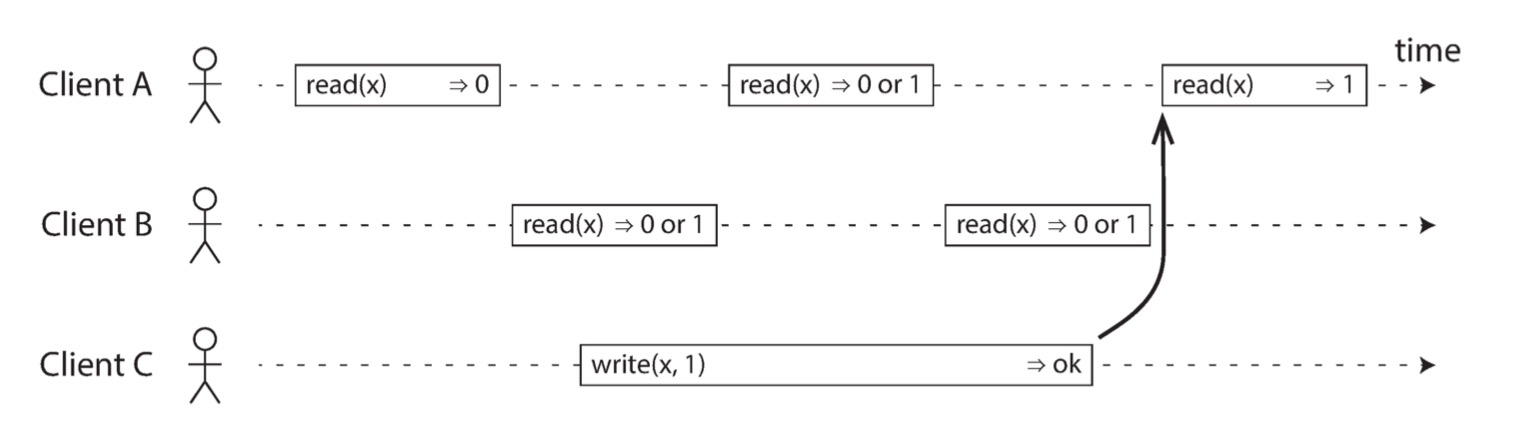 time
Client A read(x) ⇒ 0 read(x) ⇒ 0 or 1 read(x) ⇒ 1
Client B read(x) ⇒ 0 or 1 read(x) ⇒ 0 or 1
Client C write(x, 1) ⇒ ok